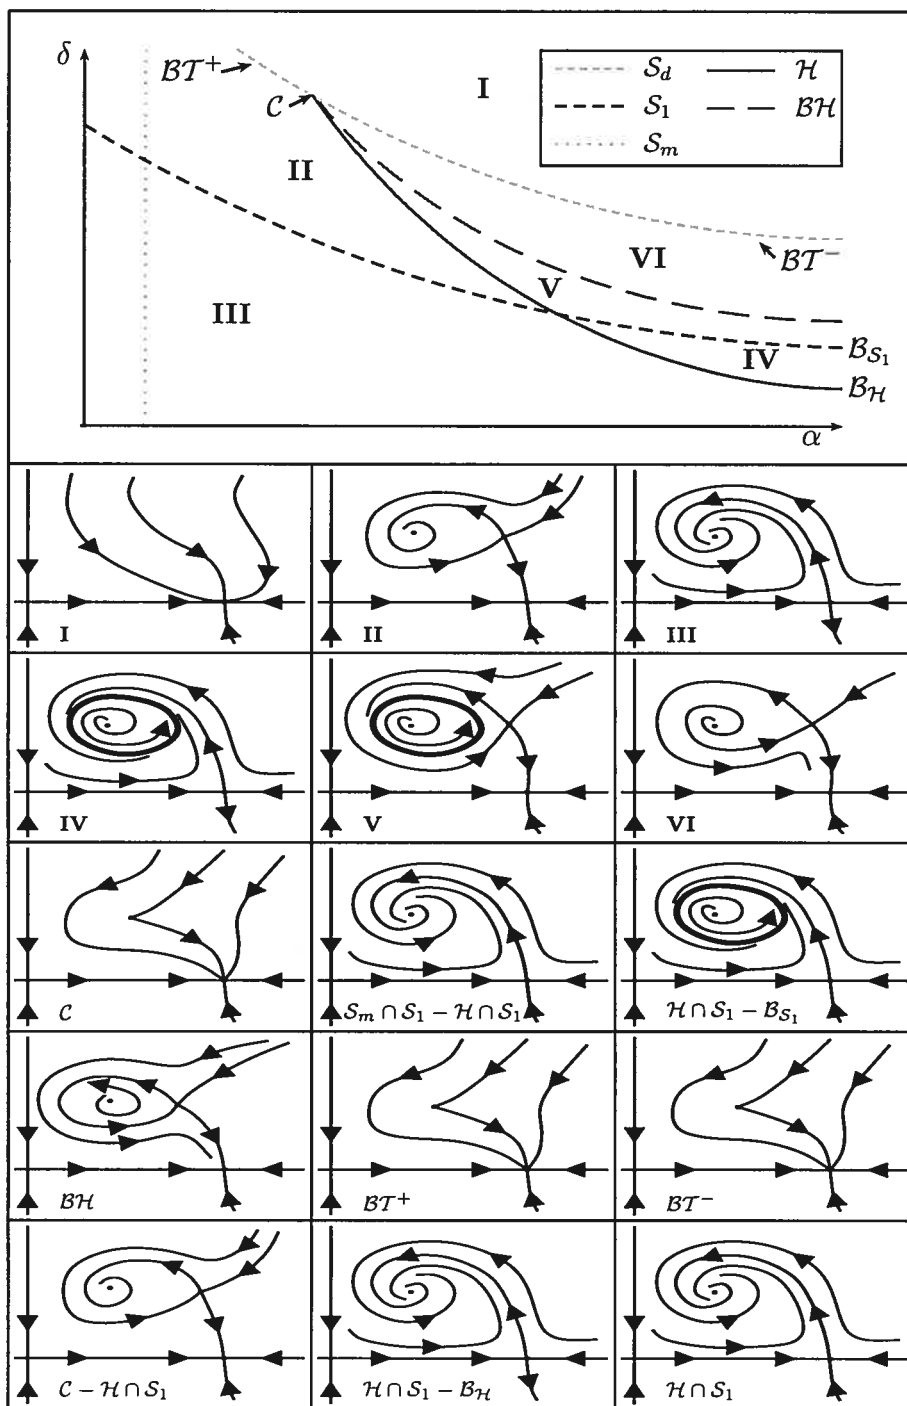 δ
BT⁺
C
I
S_d
H
S_1
BH
S_m
II
VI
BT⁻
V
III
IV
B_{S_1}
B_H
α
I
II
III
IV
V
VI
C
S_m ∩ S_1 − H ∩ S_1
H ∩ S_1 − B_{S_1}
BH
BT⁺
BT⁻
C − H ∩ S_1
H ∩ S_1 − B_H
H ∩ S_1